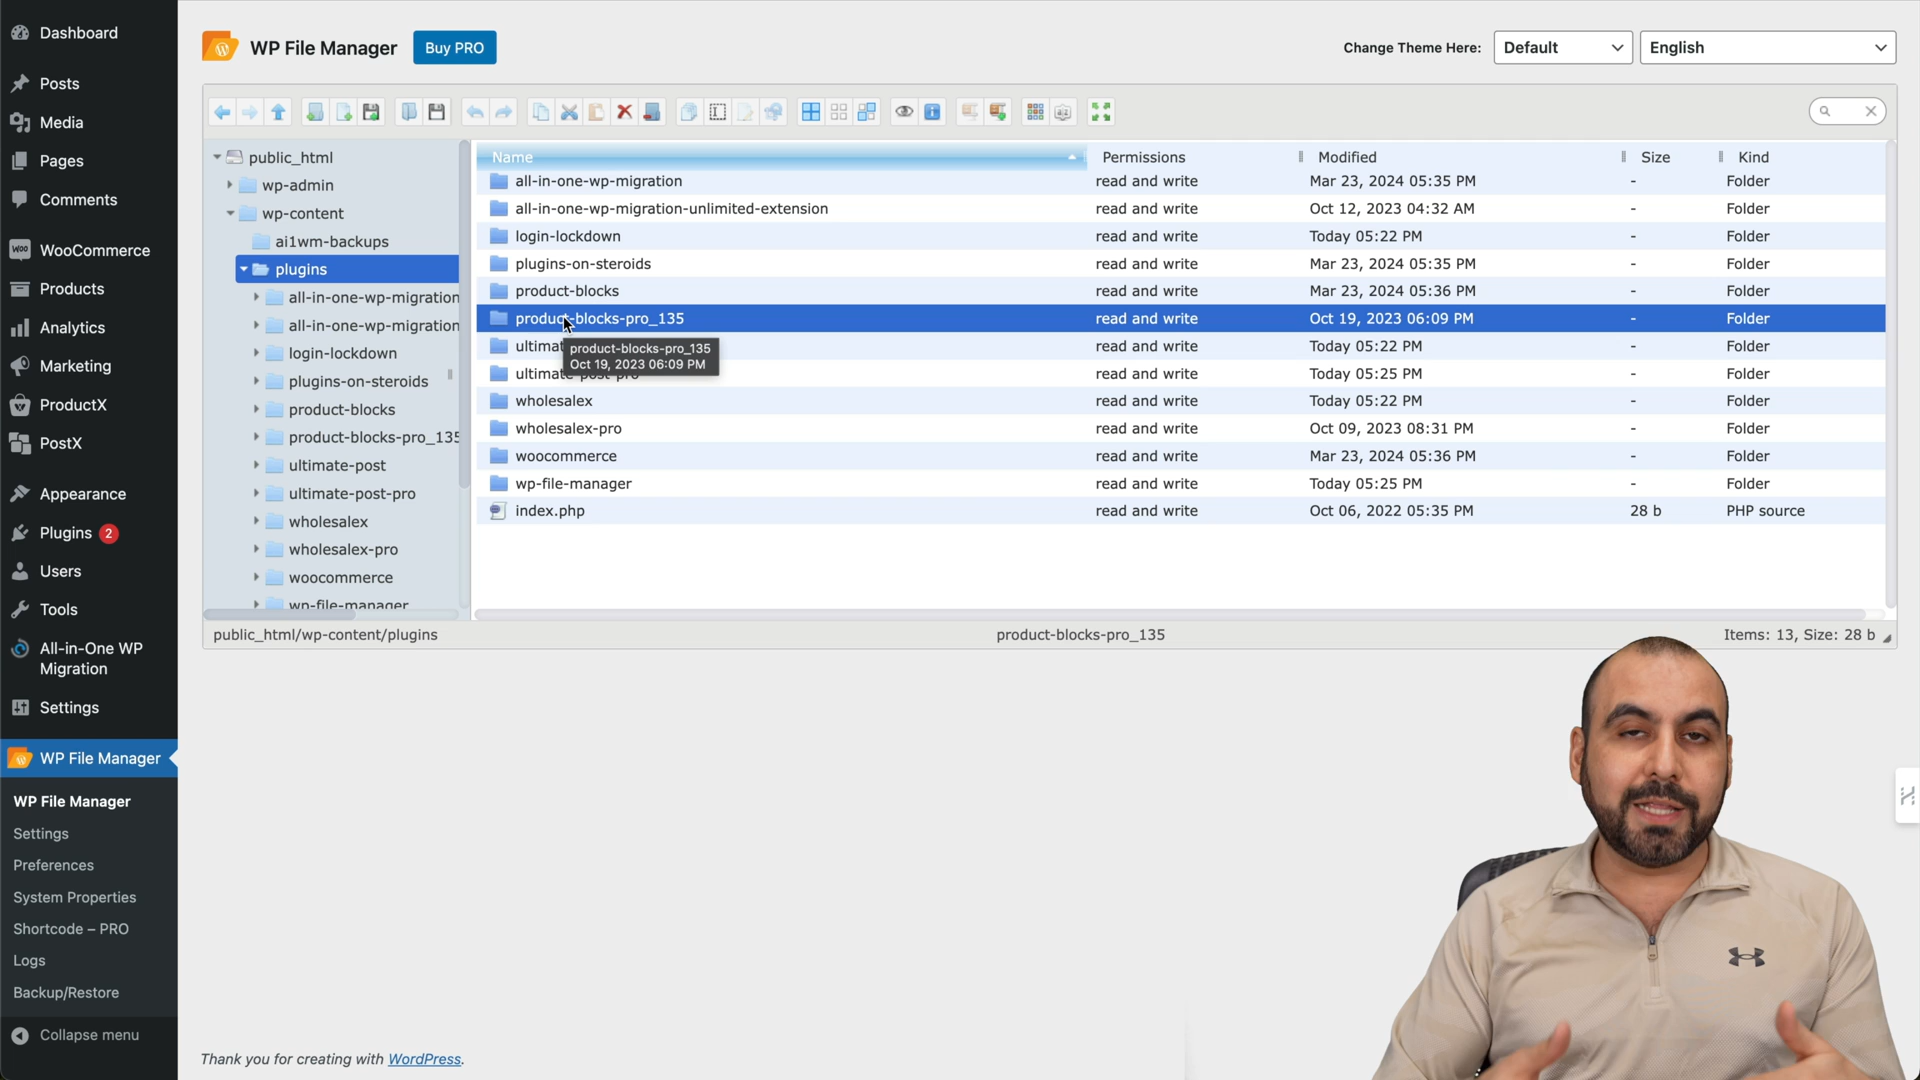 Dashboard
Posts
Media
Pages
Comments
WooCommerce
Products
Analytics
Marketing
ProductX
PostX
Appearance
Plugins 2
Users
Tools
All-in-One WP
Migration
Settings
WP File Manager
WP File Manager
Settings
Preferences
System Properties
Shortcode – PRO
Logs
Backup/Restore
Collapse menu
WP File Manager Buy PRO
Change Theme Here: Default English
public_html
wp-admin
wp-content
ai1wm-backups
plugins
all-in-one-wp-migration
all-in-one-wp-migration
login-lockdown
plugins-on-steroids
product-blocks
product-blocks-pro_135
ultimate-post
ultimate-post-pro
wholesalex
wholesalex-pro
woocommerce
wp-file-manager
Name Permissions Modified Size Kind
all-in-one-wp-migration read and write Mar 23, 2024 05:35 PM - Folder
all-in-one-wp-migration-unlimited-extension read and write Oct 12, 2023 04:32 AM - Folder
login-lockdown read and write Today 05:22 PM - Folder
plugins-on-steroids read and write Mar 23, 2024 05:35 PM - Folder
product-blocks read and write Mar 23, 2024 05:36 PM - Folder
product-blocks-pro_135 read and write Oct 19, 2023 06:09 PM - Folder
ultimat read and write Today 05:22 PM - Folder
product-blocks-pro_135
Oct 19, 2023 06:09 PM
ultimate-post-pro read and write Today 05:25 PM - Folder
wholesalex read and write Today 05:22 PM - Folder
wholesalex-pro read and write Oct 09, 2023 08:31 PM - Folder
woocommerce read and write Mar 23, 2024 05:36 PM - Folder
wp-file-manager read and write Today 05:25 PM - Folder
index.php read and write Oct 06, 2022 05:35 PM 28 b PHP source
public_html/wp-content/plugins product-blocks-pro_135 Items: 13, Size: 28 b
Thank you for creating with WordPress.